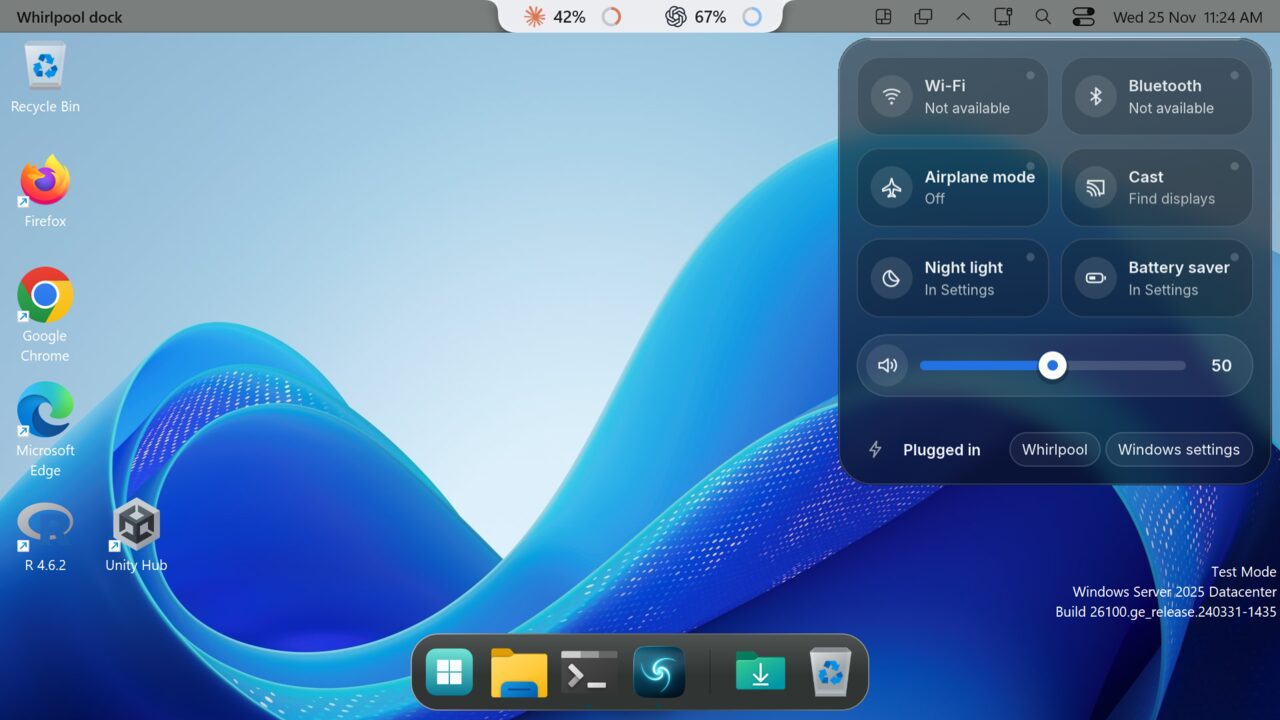 Whirlpool dock
42%
67%
Wed 25 Nov 11:24 AM
Recycle Bin
Firefox
Google
Chrome
Microsoft
Edge
R 4.6.2
Unity Hub
Wi-Fi
Not available
Bluetooth
Not available
Airplane mode
Off
Cast
Find displays
Night light
In Settings
Battery saver
In Settings
50
Plugged in
Whirlpool
Windows settings
Test Mode
Windows Server 2025 Datacenter
Build 26100.ge_release.240331-1435